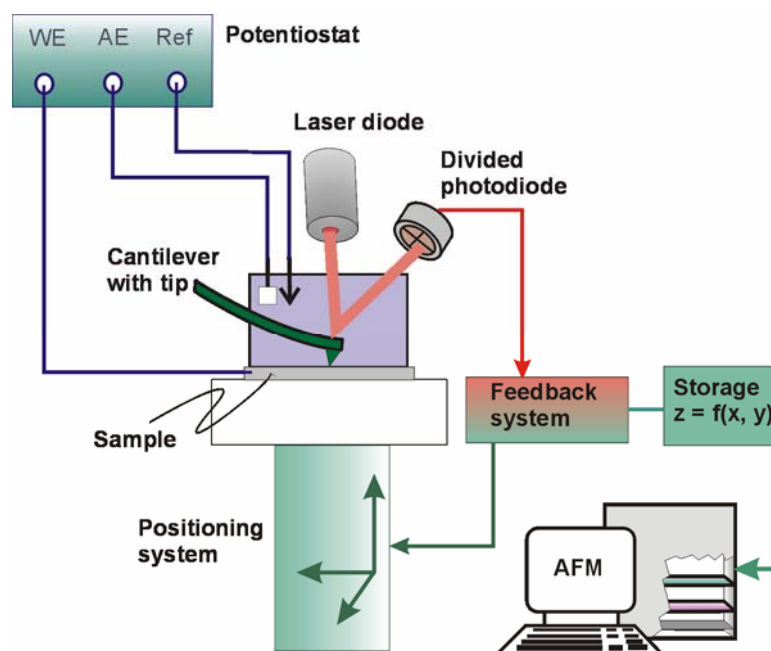 WE AE Ref
Potentiostat
Laser diode
Divided
photodiode
Cantilever
with tip
Sample
Feedback
system
Storage
z = f(x, y)
Positioning
system
AFM